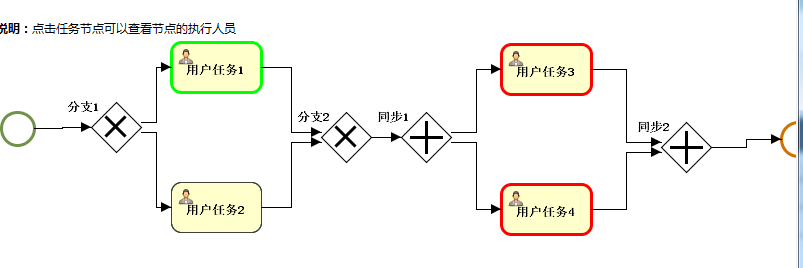 说明：点击任务节点可以查看节点的执行人员
分支1
用户任务1
用户任务2
分支2
同步1
用户任务3
用户任务4
同步2